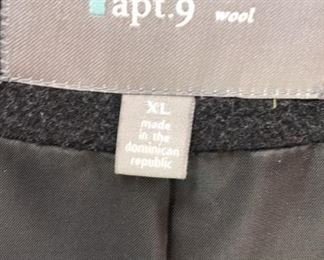 apt.9 wool
XL
made
in the
dominican
republic